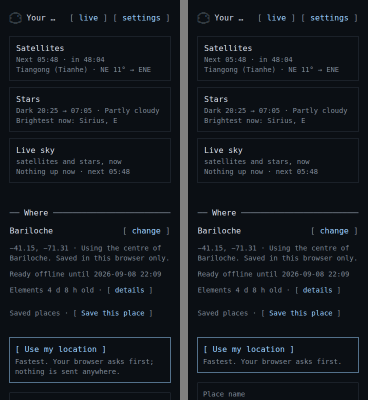 Your … [ live ] [ settings ]
Satellites
Next 05:48 · in 48:04
Tiangong (Tianhe) · NE 11° → ENE
Stars
Dark 20:25 → 07:05 · Partly cloudy
Brightest now: Sirius, E
Live sky
satellites and stars, now
Nothing up now · next 05:48
Where
Bariloche [ change ]
−41.15, −71.31 · Using the centre of
Bariloche. Saved in this browser only.
Ready offline until 2026-09-08 22:09
Elements 4 d 8 h old · [ details ]
Saved places · [ Save this place ]
[ Use my location ]
Fastest. Your browser asks first;
nothing is sent anywhere.
Your … [ live ] [ settings ]
Satellites
Next 05:48 · in 48:04
Tiangong (Tianhe) · NE 11° → ENE
Stars
Dark 20:25 → 07:05 · Partly cloudy
Brightest now: Sirius, E
Live sky
satellites and stars, now
Nothing up now · next 05:48
Where
Bariloche [ change ]
−41.15, −71.31 · Using the centre of
Bariloche. Saved in this browser only.
Ready offline until 2026-09-08 22:09
Elements 4 d 8 h old · [ details ]
Saved places · [ Save this place ]
[ Use my location ]
Fastest. Your browser asks first.
Place name